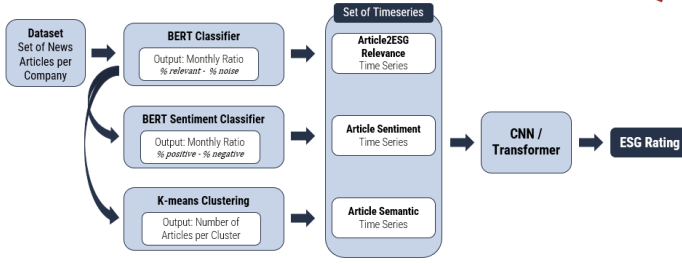 Dataset
Set of News
Articles per
Company
BERT Classifier
Output: Monthly Ratio
% relevant - % noise
BERT Sentiment Classifier
Output: Monthly Ratio
% positive - % negative
K-means Clustering
Output: Number of
Articles per Cluster
Set of Timeseries
Article2ESG
Relevance
Time Series
Article Sentiment
Time Series
Article Semantic
Time Series
CNN /
Transformer
ESG Rating